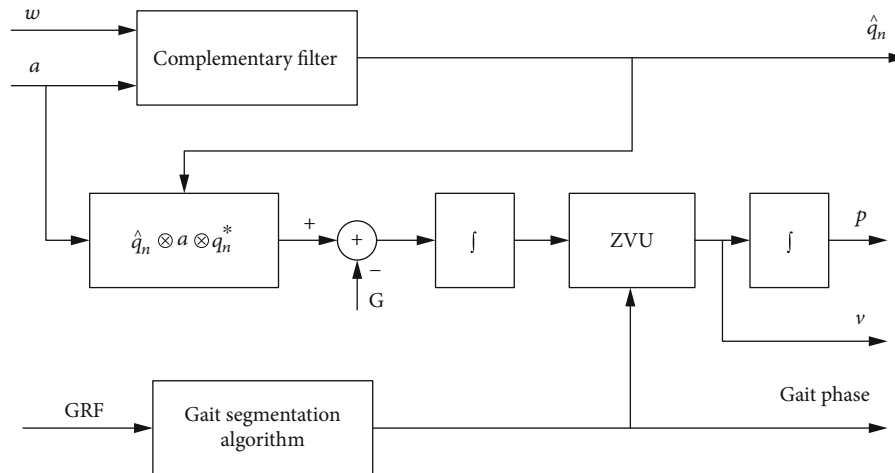 w
Complementary filter
q̂ₙ
a
q̂ₙ ⊗ a ⊗ qₙ*
+
+
−
G
∫
ZVU
∫
p
v
GRF
Gait segmentation
algorithm
Gait phase